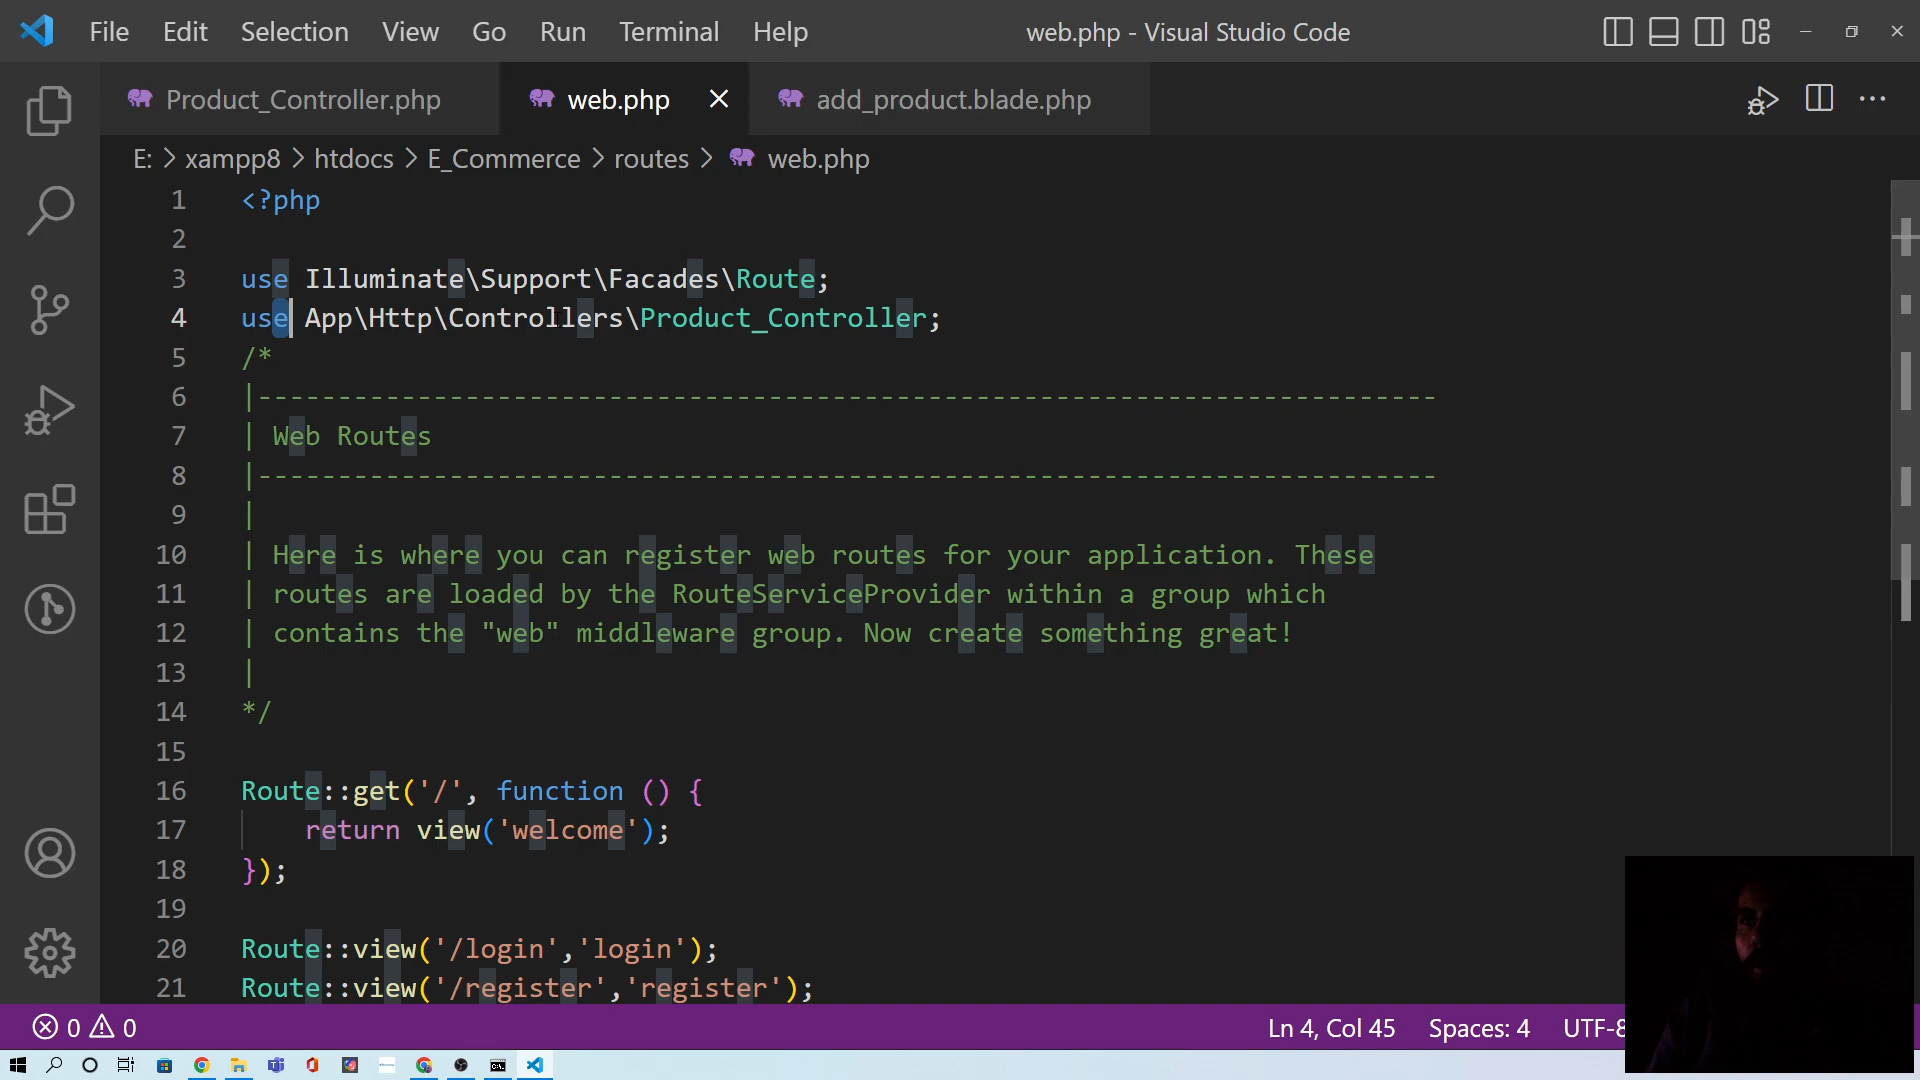 File Edit Selection View Go Run Terminal Help web.php - Visual Studio Code
Product_Controller.php web.php add_product.blade.php
E: > xampp8 > htdocs > E_Commerce > routes > web.php
1 <?php
2
3 use Illuminate\Support\Facades\Route;
4 use App\Http\Controllers\Product_Controller;
5 /*
6 |--------------------------------------------------------------------------
7 | Web Routes
8 |--------------------------------------------------------------------------
9 |
10 | Here is where you can register web routes for your application. These
11 | routes are loaded by the RouteServiceProvider within a group which
12 | contains the "web" middleware group. Now create something great!
13 |
14 */
15
16 Route::get('/', function () {
17 return view('welcome');
18 });
19
20 Route::view('/login','login');
21 Route::view('/register','register');
0 0 Ln 4, Col 45 Spaces: 4 UTF-8